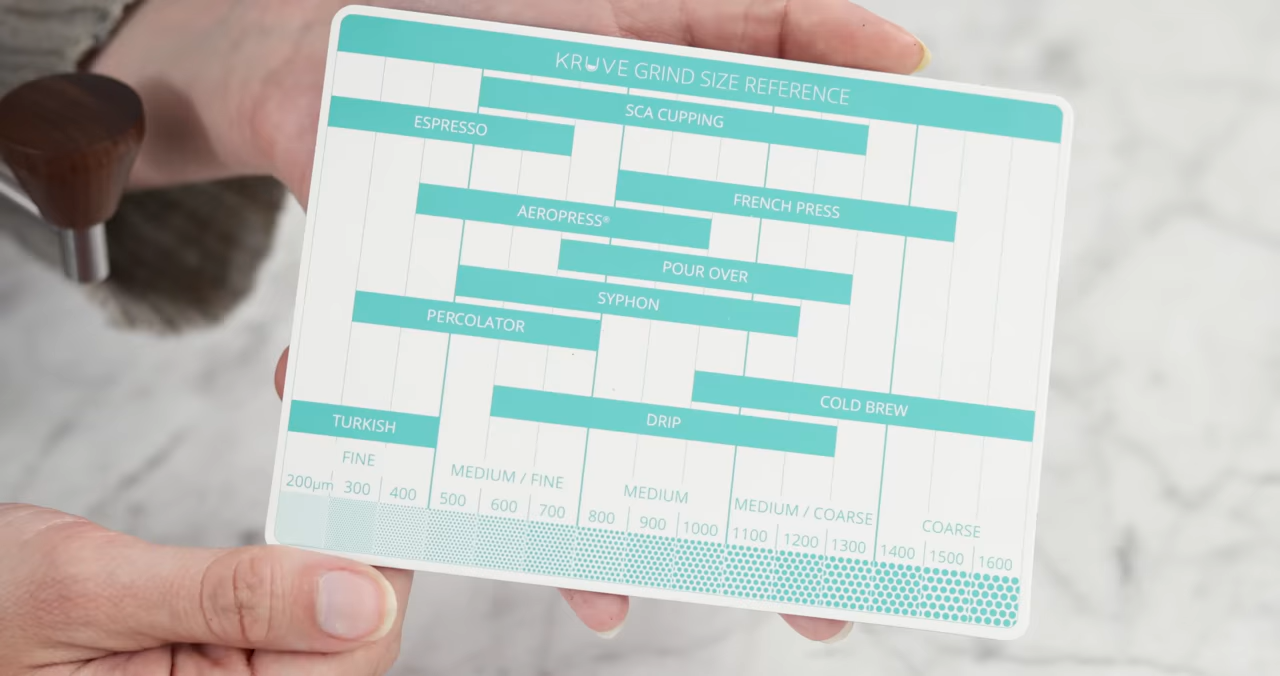 KRUVE GRIND SIZE REFERENCE
SCA CUPPING
ESPRESSO
FRENCH PRESS
AEROPRESS®
POUR OVER
SYPHON
PERCOLATOR
COLD BREW
DRIP
TURKISH
FINE
MEDIUM / FINE
MEDIUM
MEDIUM / COARSE
COARSE
200µm 300 400 500 600 700 800 900 1000 1100 1200 1300 1400 1500 1600